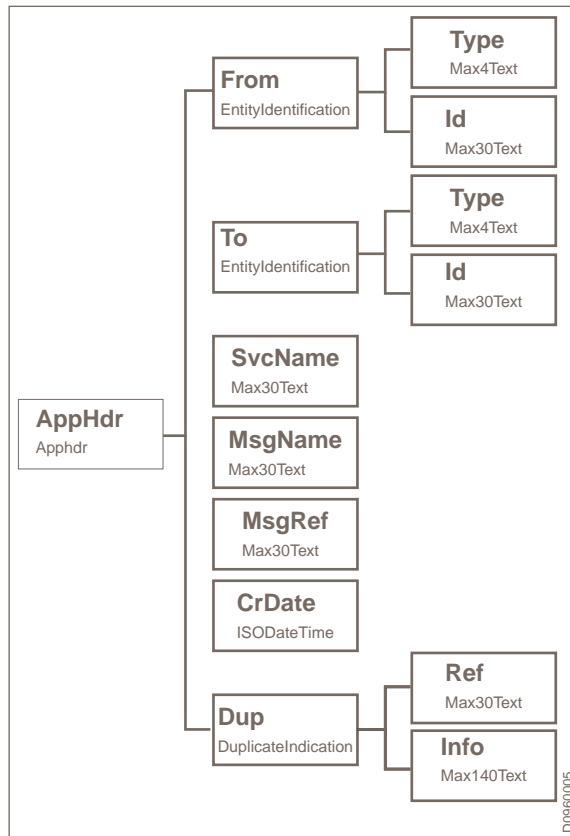 From
EntityIdentification
Type
Max4Text
Id
Max30Text
To
EntityIdentification
Type
Max4Text
Id
Max30Text
SvcName
Max30Text
AppHdr
Apphdr
MsgName
Max30Text
MsgRef
Max30Text
CrDate
ISODateTime
Dup
DuplicateIndication
Ref
Max30Text
Info
Max140Text
D0960005